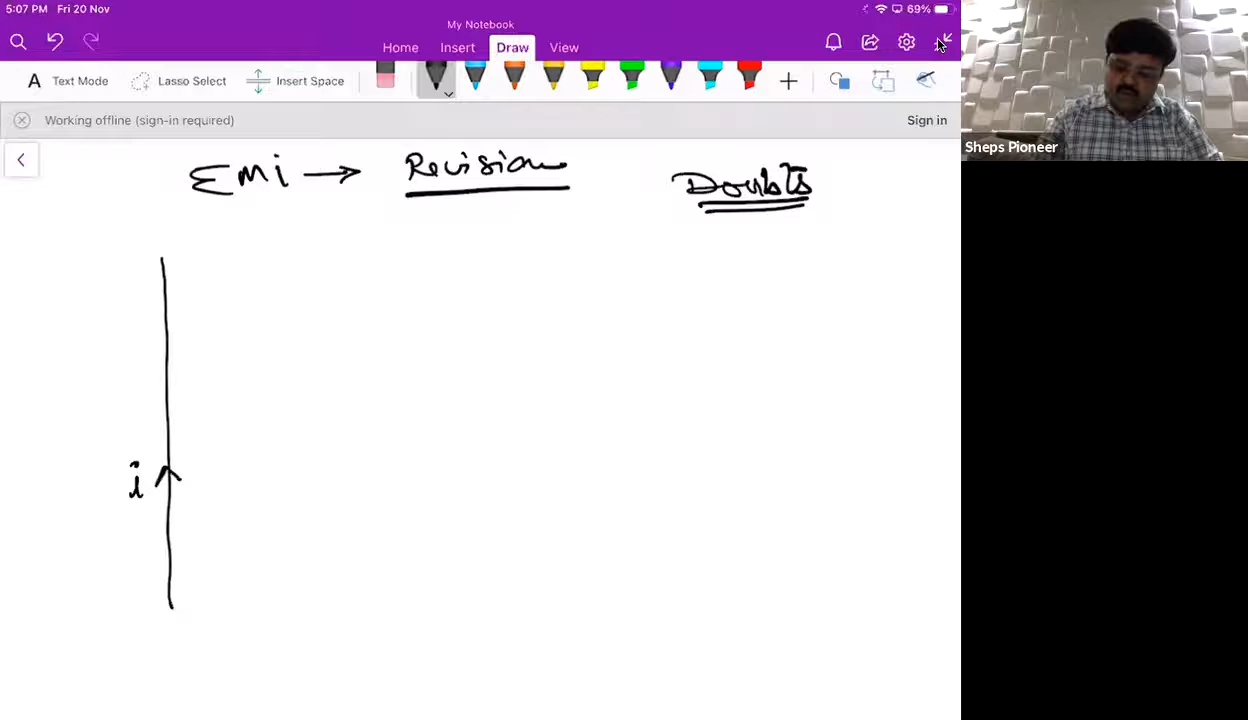 5:07 PM Fri 20 Nov
69%
My Notebook
Home Insert Draw View
A Text Mode Lasso Select Insert Space
Working offline (sign-in required) Sign in
Sheps Pioneer
EMi → Revision Doubts
i